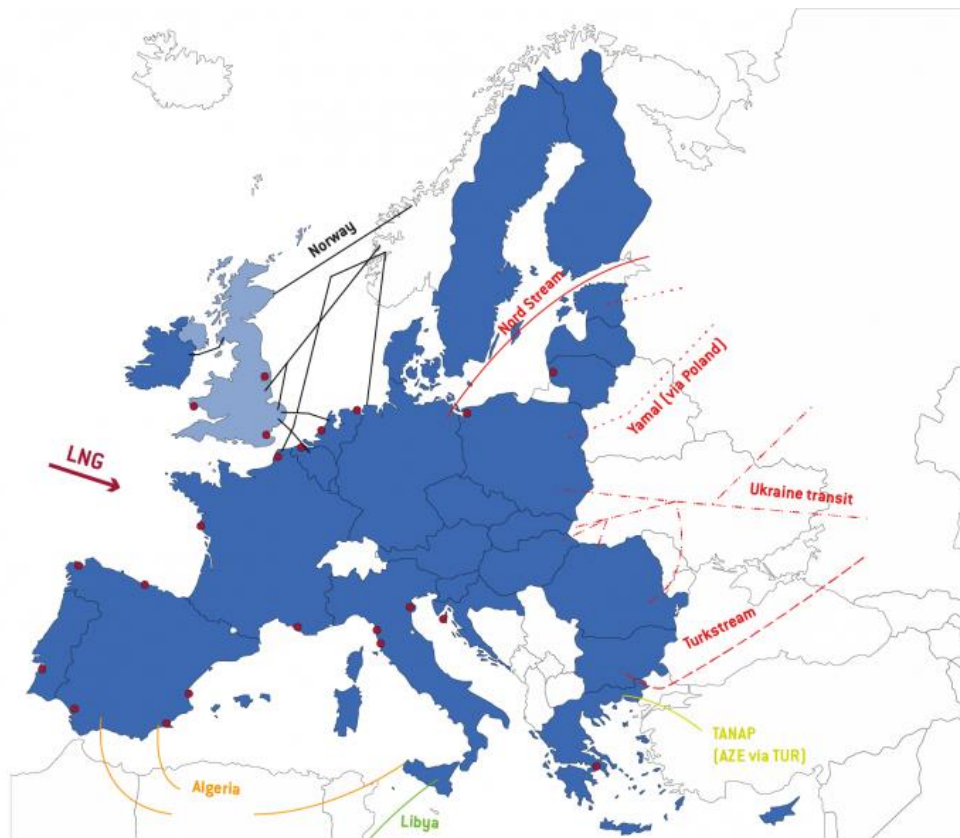 Norway
Nord Stream
Yamal (via Poland)
LNG
Ukraine transit
Turkstream
TANAP
(AZE via TUR)
Algeria
Libya